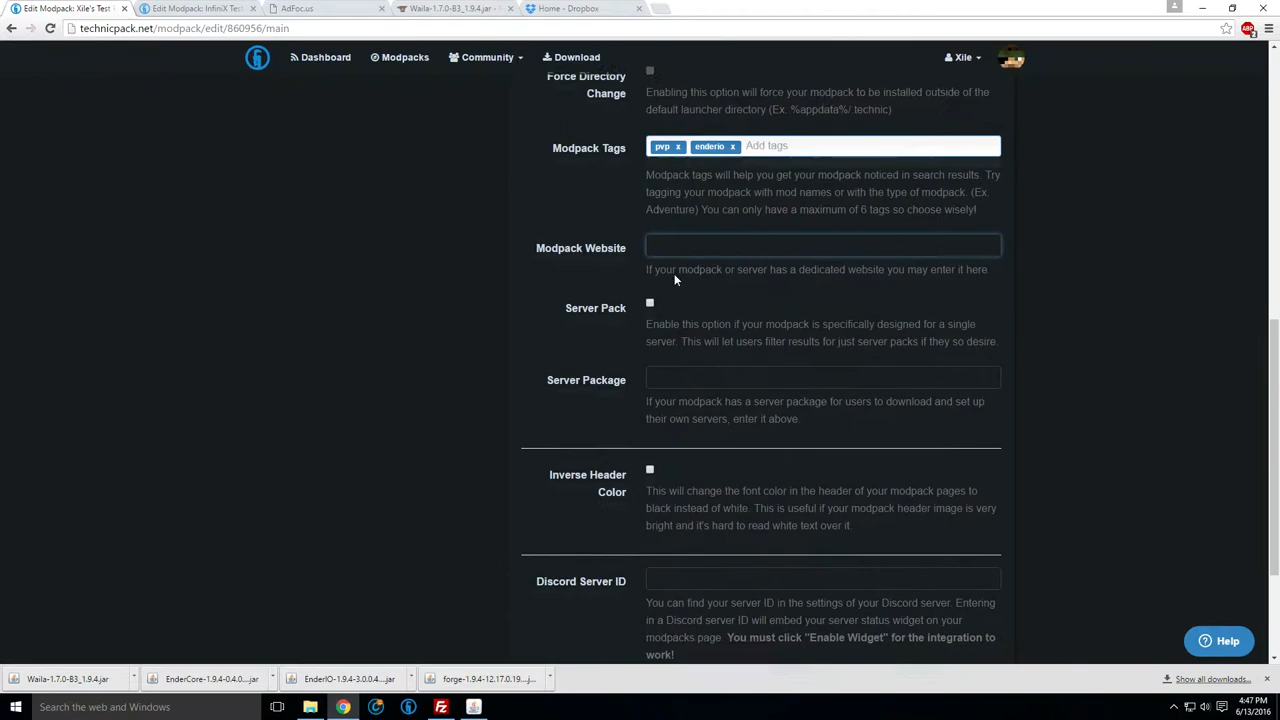 Edit Modpack: Xile's Test
Edit Modpack: InfiniX Test
AdFoc.us
Waila-1.7.0-B3_1.9.4.jar -
Home - Dropbox
technicpack.net/modpack/edit/860956/main
Dashboard
Modpacks
Community
Download
Xile
Force Directory
Change
Enabling this option will force your modpack to be installed outside of the
default launcher directory (Ex. %appdata%/.technic)
Modpack Tags
pvp x enderio x Add tags
Modpack tags will help you get your modpack noticed in search results. Try
tagging your modpack with mod names or with the type of modpack. (Ex.
Adventure) You can only have a maximum of 6 tags so choose wisely!
Modpack Website
If your modpack or server has a dedicated website you may enter it here.
Server Pack
Enable this option if your modpack is specifically designed for a single
server. This will let users filter results for just server packs if they so desire.
Server Package
If your modpack has a server package for users to download and set up
their own servers, enter it above.
Inverse Header
Color
This will change the font color in the header of your modpack pages to
black instead of white. This is useful if your modpack header image is very
bright and it's hard to read white text over it
Discord Server ID
You can find your server ID in the settings of your Discord server. Entering
in a Discord server ID will embed your server status widget on your
modpacks page. You must click "Enable Widget" for the integration to
work!
Help
Waila-1.7.0-B3_1.9.4.jar
EnderCore-1.9.4-0.4.0....jar
EnderIO-1.9.4-3.0.0.4....jar
forge-1.9.4-12.17.0.19....j...
Show all downloads...
Search the web and Windows
4:47 PM
6/13/2016